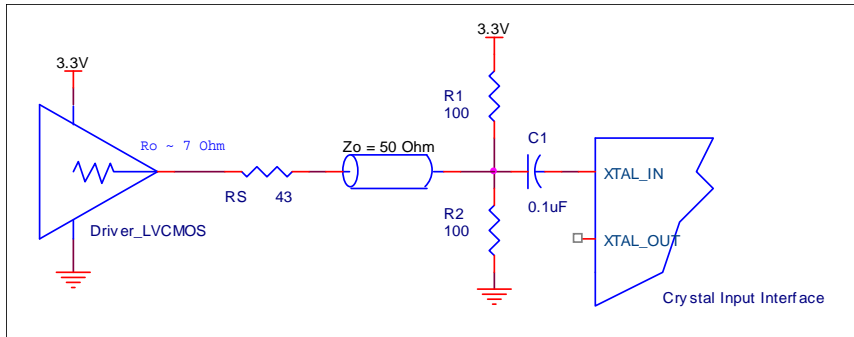 3.3V
3.3V
R1
100
C1
Ro ~ 7 Ohm
Zo = 50 Ohm
XTAL_IN
RS 43
0.1uF
R2
100
XTAL_OUT
Driver_LVCMOS
Crystal Input Interface